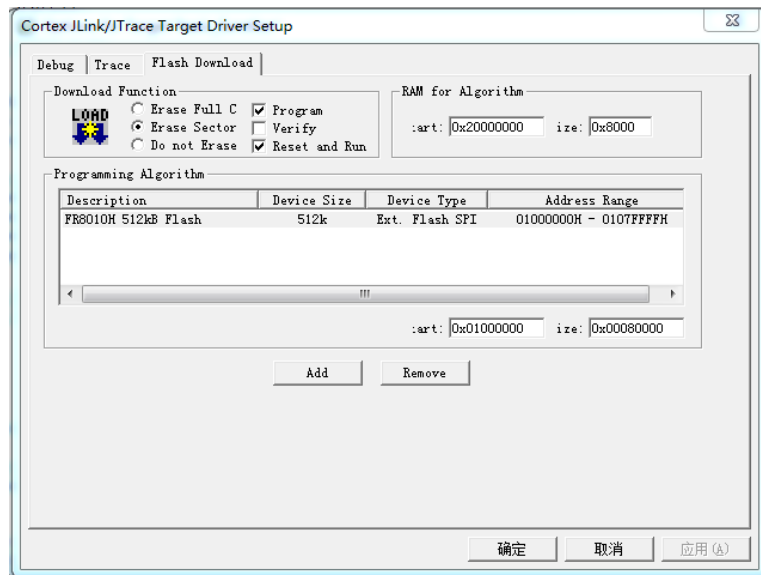 Cortex JLink/JTrace Target Driver Setup
Debug Trace Flash Download
Download Function
LOAD
Erase Full C Program
Erase Sector Verify
Do not Erase Reset and Run
RAM for Algorithm
:art: 0x20000000 ize: 0x8000
Programming Algorithm
Description Device Size Device Type Address Range
FR8010H 512kB Flash 512k Ext. Flash SPI 01000000H - 0107FFFFH
:art: 0x01000000 ize: 0x00080000
Add Remove
确定 取消 应用(A)